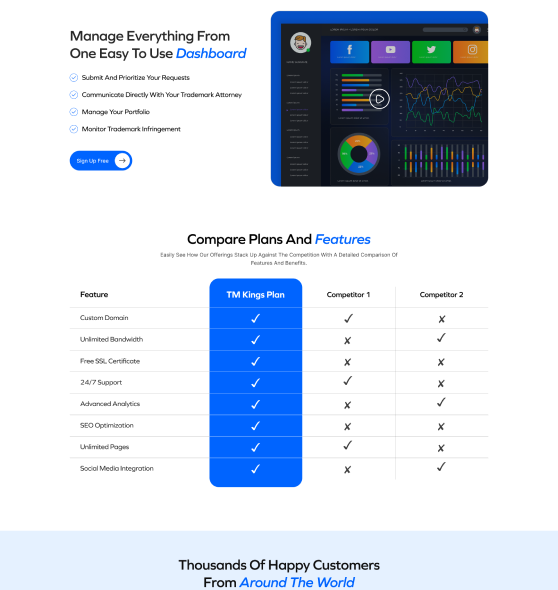 Manage Everything From
One Easy To Use Dashboard
Submit And Prioritize Your Requests
Communicate Directly With Your Trademark Attorney
Manage Your Portfolio
Monitor Trademark Infringement
Sign Up Free
Compare Plans And Features
Easily See How Our Offerings Stack Up Against The Competition With A Detailed Comparison Of
Features And Benefits.
Feature TM Kings Plan Competitor 1 Competitor 2
Custom Domain ✓ ✓ ✗
Unlimited Bandwidth ✓ ✗ ✓
Free SSL Certificate ✓ ✗ ✗
24/7 Support ✓ ✓ ✗
Advanced Analytics ✓ ✗ ✓
SEO Optimization ✓ ✗ ✗
Unlimited Pages ✓ ✓ ✗
Social Media Integration ✓ ✗ ✓
Thousands Of Happy Customers
From Around The World